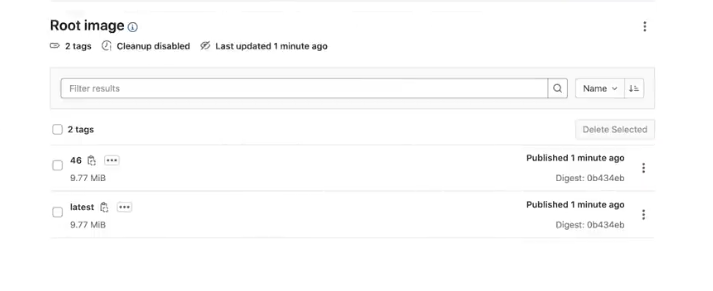 Root image
2 tags Cleanup disabled Last updated 1 minute ago
Filter results
Name
2 tags
Delete Selected
46
Published 1 minute ago
9.77 MiB
Digest: 0b434eb
latest
Published 1 minute ago
9.77 MiB
Digest: 0b434eb